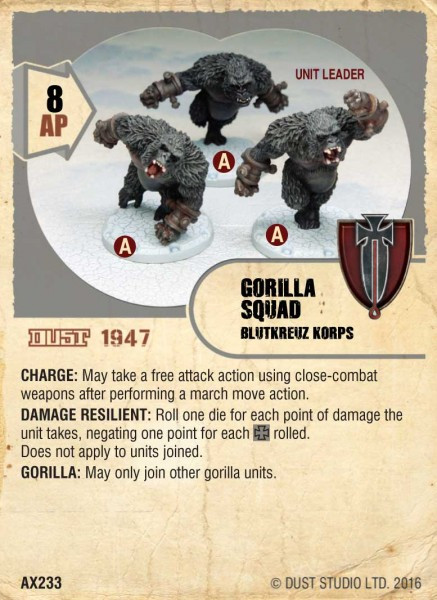 8
AP
UNIT LEADER
A
A
A
GORILLA
SQUAD
BLUTKREUZ KORPS
DUST 1947
CHARGE: May take a free attack action using close-combat
weapons after performing a march move action.
DAMAGE RESILIENT: Roll one die for each point of damage the
unit takes, negating one point for each rolled.
Does not apply to units joined.
GORILLA: May only join other gorilla units.
AX233
© DUST STUDIO LTD. 2016